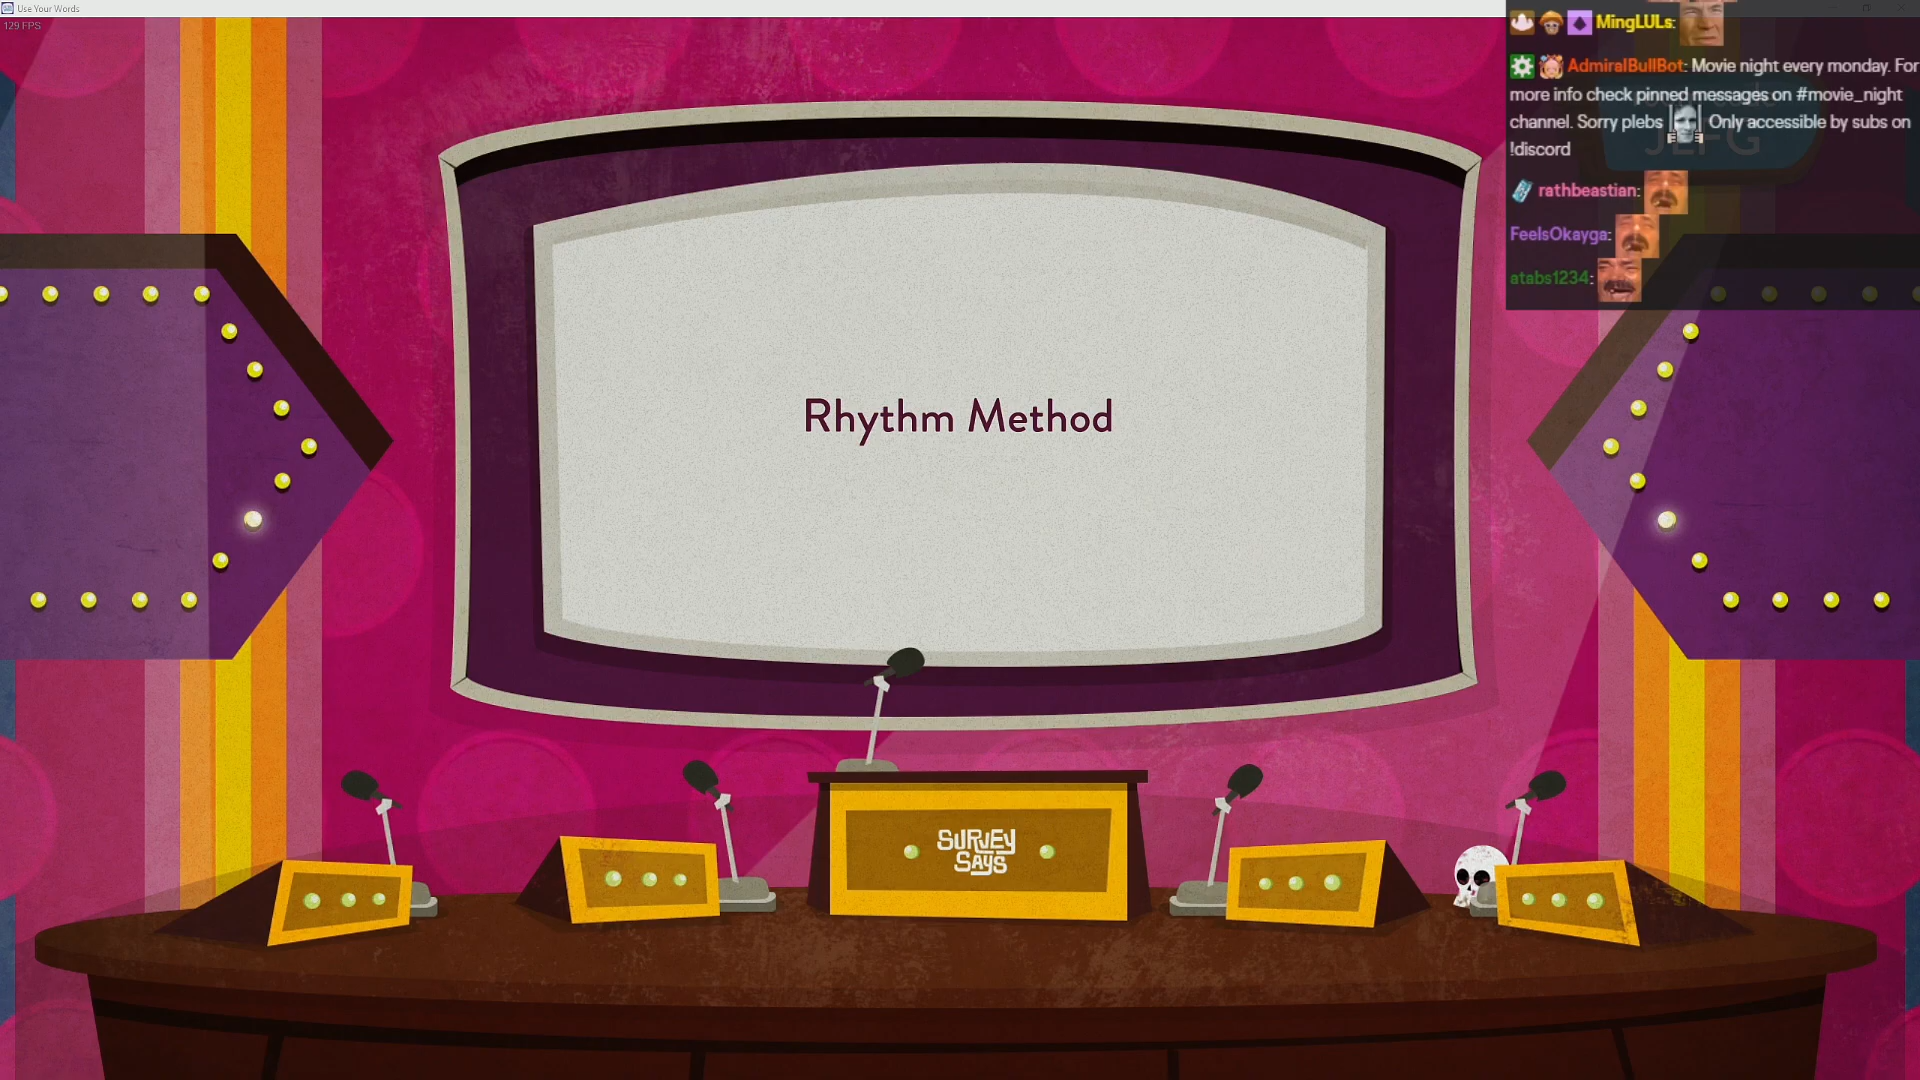 Use Your Words
129 FPS
MingLULs:
AdmiralBullBot: Movie night every monday. For
more info check pinned messages on #movie_night
channel. Sorry plebs Only accessible by subs on
!discord
JEFG
rathbeastian:
FeelsOkayga:
atabs1234:
Rhythm Method
SURVEY
SAYS